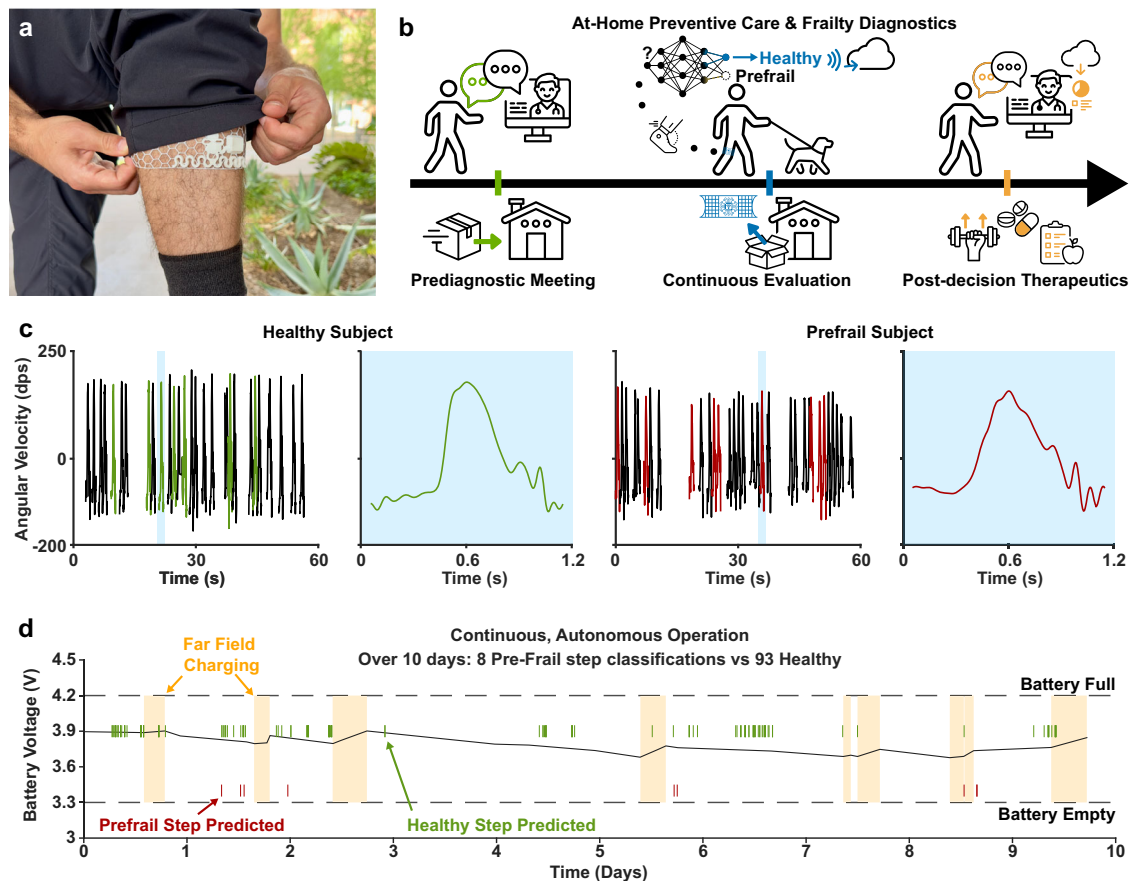 a
b
At-Home Preventive Care & Frailty Diagnostics
?
Healthy
Prefrail
Prediagnostic Meeting
Continuous Evaluation
Post-decision Therapeutics
c
Healthy Subject
Prefrail Subject
Angular Velocity (dps)
250
0
-200
0
30
60
Time (s)
0
0.6
1.2
Time (s)
0
30
60
Time (s)
0
0.6
1.2
Time (s)
d
Continuous, Autonomous Operation
Over 10 days: 8 Pre-Frail step classifications vs 93 Healthy
Far Field
Charging
Battery Full
Battery Voltage (V)
4.5
4.2
3.9
3.6
3.3
3
Prefrail Step Predicted
Healthy Step Predicted
Battery Empty
0
1
2
3
4
5
6
7
8
9
10
Time (Days)